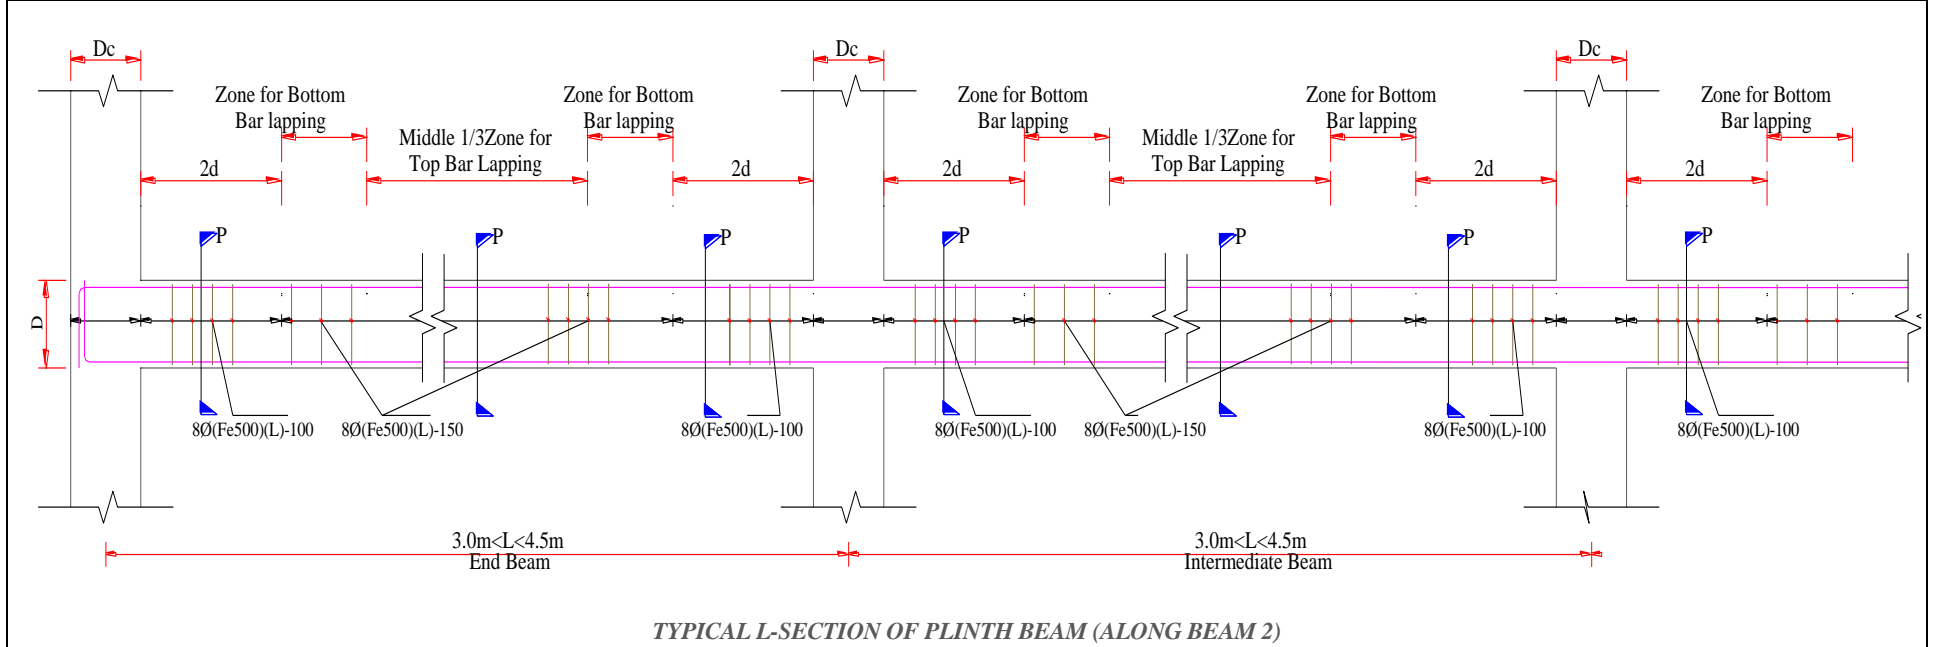 Dc Dc Dc
Zone for Bottom Zone for Bottom Zone for Bottom Zone for Bottom Zone for Bottom
Bar lapping Bar lapping Bar lapping Bar lapping Bar lapping
Middle 1/3Zone for Middle 1/3Zone for
Top Bar Lapping Top Bar Lapping
2d 2d 2d 2d 2d
P P P P P P P
D
8Ø(Fe500)(L)-100 8Ø(Fe500)(L)-150 8Ø(Fe500)(L)-100 8Ø(Fe500)(L)-100 8Ø(Fe500)(L)-150 8Ø(Fe500)(L)-100 8Ø(Fe500)(L)-100
3.0m<L<4.5m 3.0m<L<4.5m
End Beam Intermediate Beam
TYPICAL L-SECTION OF PLINTH BEAM (ALONG BEAM 2)